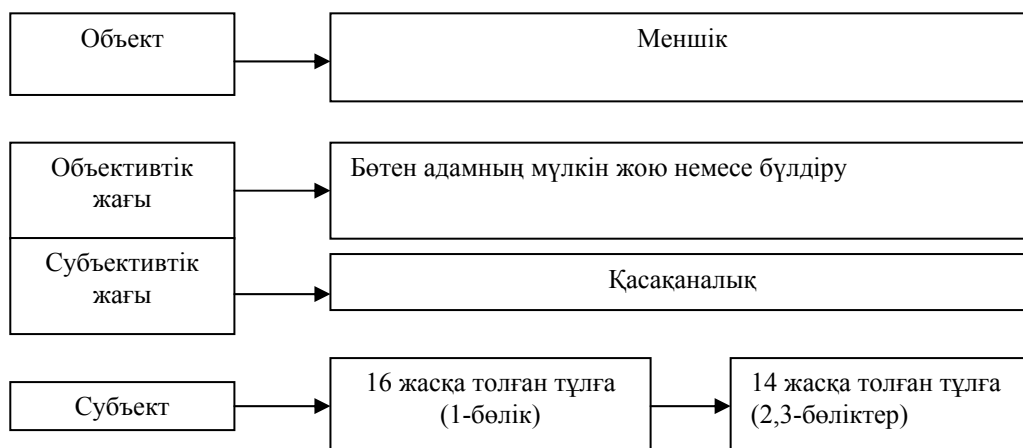 Объект
Меншік
Объективтік
жағы
Бөтен адамның мүлкін жою немесе бүлдіру
Субъективтік
жағы
Қасақаналық
Субъект
16 жасқа толған тұлға
(1-бөлік)
14 жасқа толған тұлға
(2,3-бөліктер)